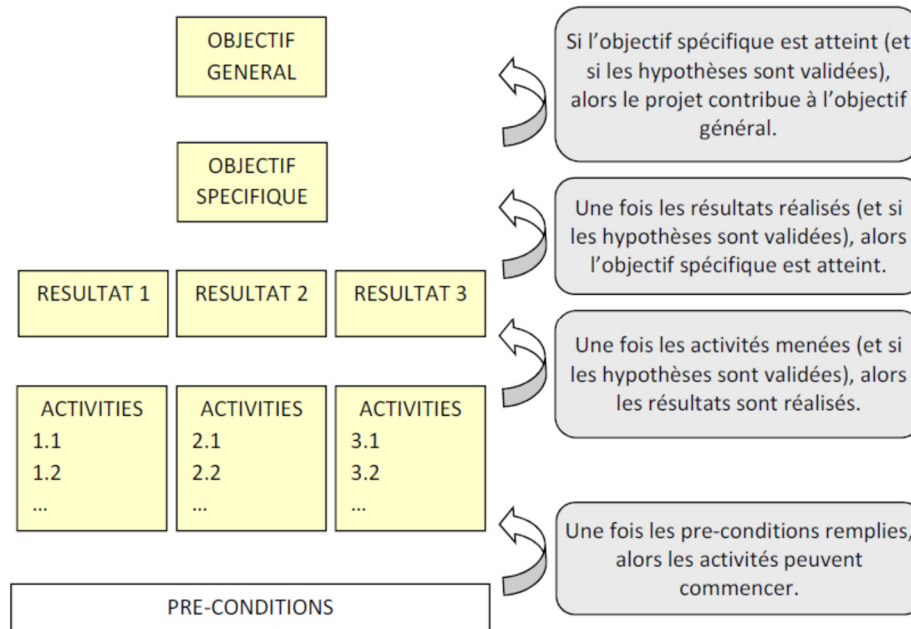 OBJECTIF
GENERAL
Si l’objectif spécifique est atteint (et
si les hypothèses sont validées),
alors le projet contribue à l’objectif
général.
OBJECTIF
SPECIFIQUE
Une fois les résultats réalisés (et si
les hypothèses sont validées), alors
l’objectif spécifique est atteint.
RESULTAT 1
RESULTAT 2
RESULTAT 3
Une fois les activités menées (et si
les hypothèses sont validées), alors
les résultats sont réalisés.
ACTIVITIES
1.1
1.2
...
ACTIVITIES
2.1
2.2
...
ACTIVITIES
3.1
3.2
...
Une fois les pre-conditions remplies,
alors les activités peuvent
commencer.
PRE-CONDITIONS